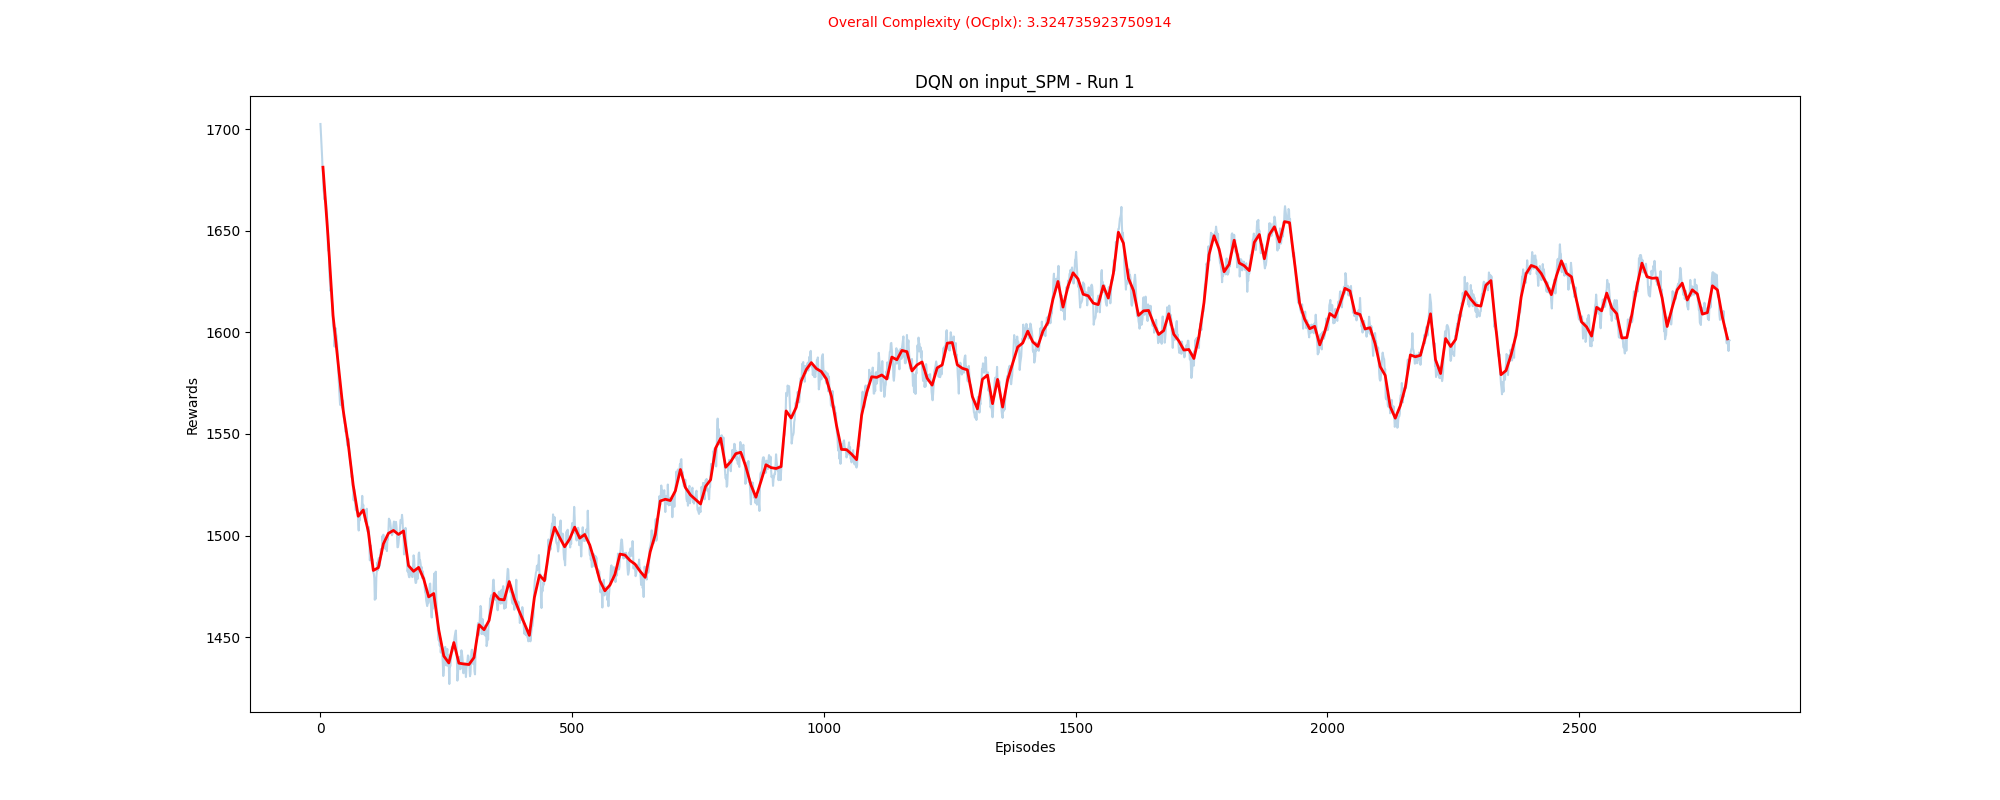 Overall Complexity (OCplx): 3.324735923750914
DQN on input_SPM - Run 1
1700
1650
1600
1550
1500
1450
Rewards
0 500 1000 1500 2000 2500
Episodes